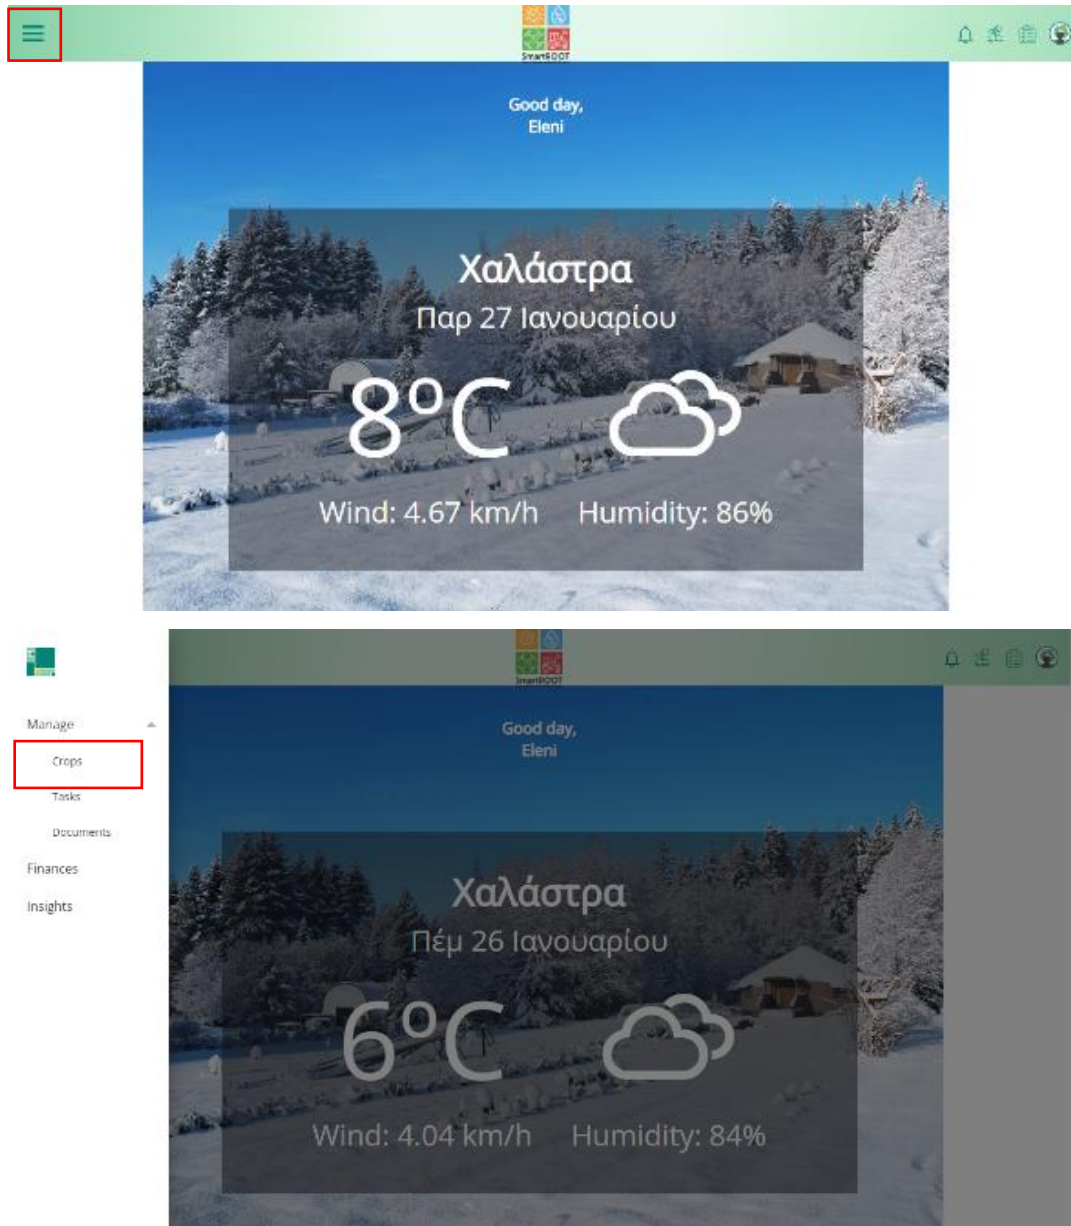 SmartROOT
Good day,
Eleni
Χαλάστρα
Παρ 27 Ιανουαρίου
8°C
Wind: 4.67 km/h Humidity: 86%
SmartROOT
Manage
Crops
Tasks
Documents
Finances
Insights
Good day,
Eleni
Χαλάστρα
Πέμ 26 Ιανουαρίου
6°C
Wind: 4.04 km/h Humidity: 84%